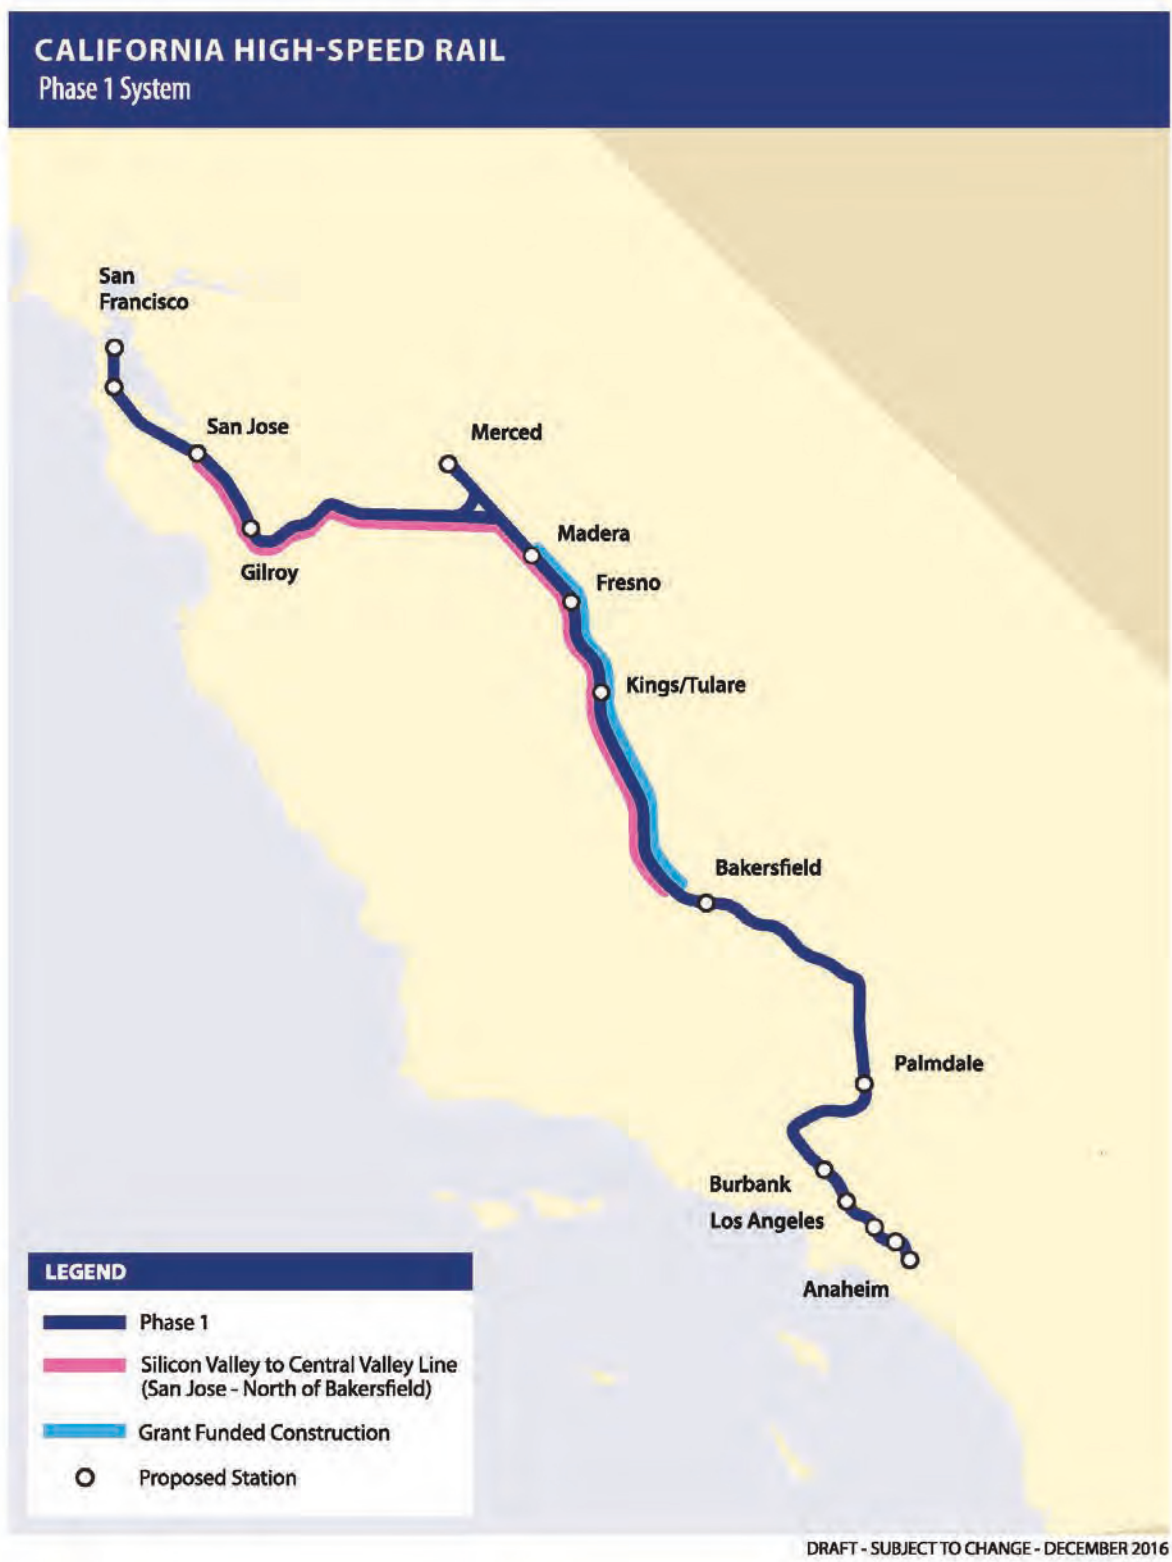 CALIFORNIA HIGH-SPEED RAIL
Phase 1 System
San
Francisco
San Jose
Merced
Gilroy
Madera
Fresno
Kings/Tulare
Bakersfield
Palmdale
Burbank
Los Angeles
Anaheim
LEGEND
Phase 1
Silicon Valley to Central Valley Line
(San Jose - North of Bakersfield)
Grant Funded Construction
Proposed Station
DRAFT - SUBJECT TO CHANGE - DECEMBER 2016